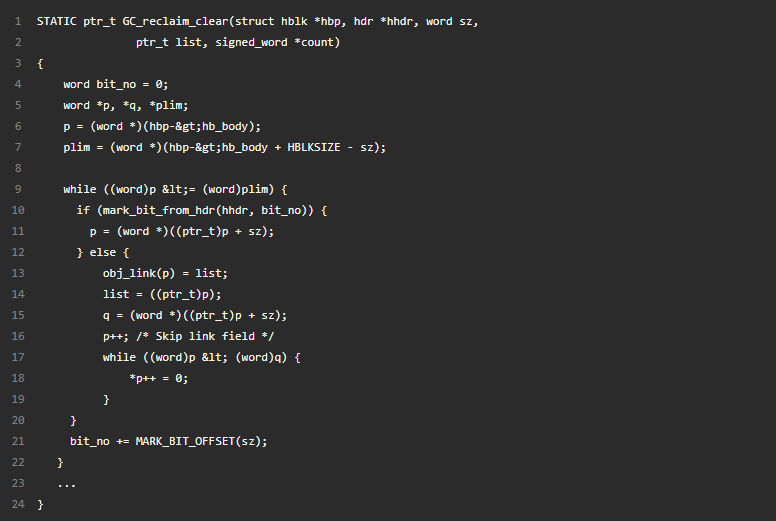 1 STATIC ptr_t GC_reclaim_clear(struct hblk *hbp, hdr *hhdr, word sz,
2 ptr_t list, signed_word *count)
3 {
4 word bit_no = 0;
5 word *p, *q, *plim;
6 p = (word *)(hbp-&gt;hb_body);
7 plim = (word *)(hbp-&gt;hb_body + HBLKSIZE - sz);
8
9 while ((word)p &lt;= (word)plim) {
10 if (mark_bit_from_hdr(hhdr, bit_no)) {
11 p = (word *)((ptr_t)p + sz);
12 } else {
13 obj_link(p) = list;
14 list = ((ptr_t)p);
15 q = (word *)((ptr_t)p + sz);
16 p++; /* Skip link field */
17 while ((word)p &lt; (word)q) {
18 *p++ = 0;
19 }
20 }
21 bit_no += MARK_BIT_OFFSET(sz);
22 }
23 ...
24 }